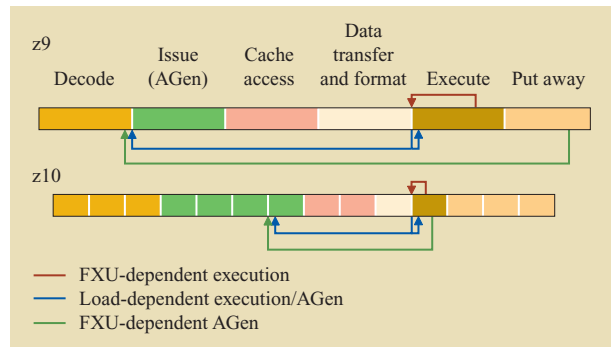 z9
Decode
Issue
(AGen)
Cache
access
Data
transfer
and format
Execute
Put away
z10
FXU-dependent execution
Load-dependent execution/AGen
FXU-dependent AGen